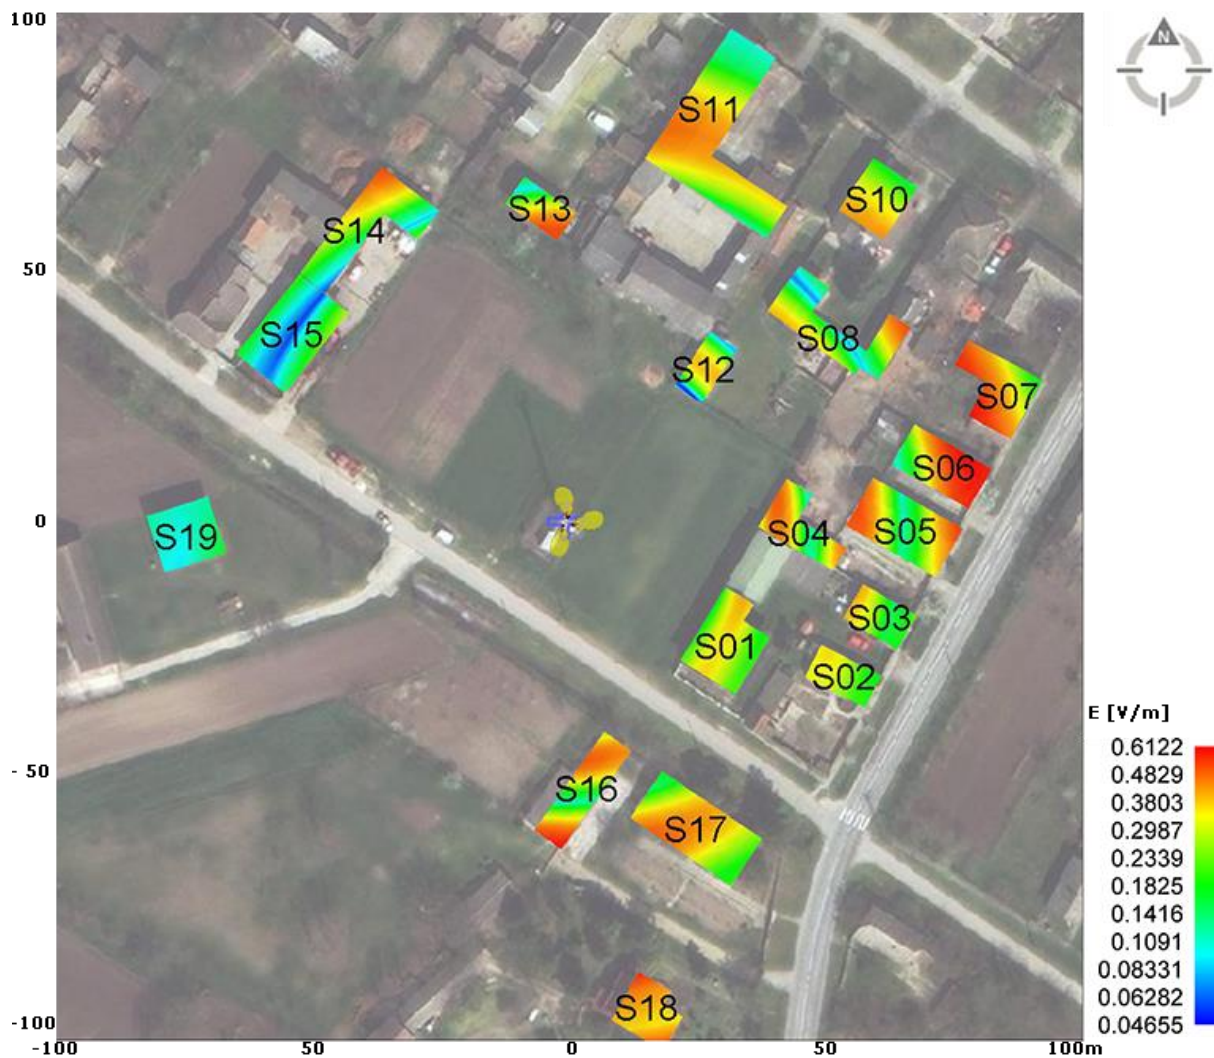 100
N
S11
S13
S10
S14
50
S15
S08
S12
S07
S06
0
S19
S04
S05
S03
S01
S02
E [V/m]
0.6122
- 50
S16
0.4829
0.3803
S17
0.2987
0.2339
0.1825
0.1416
0.1091
0.08331
0.06282
S18
-100
0.04655
-100
50
0
50
100m